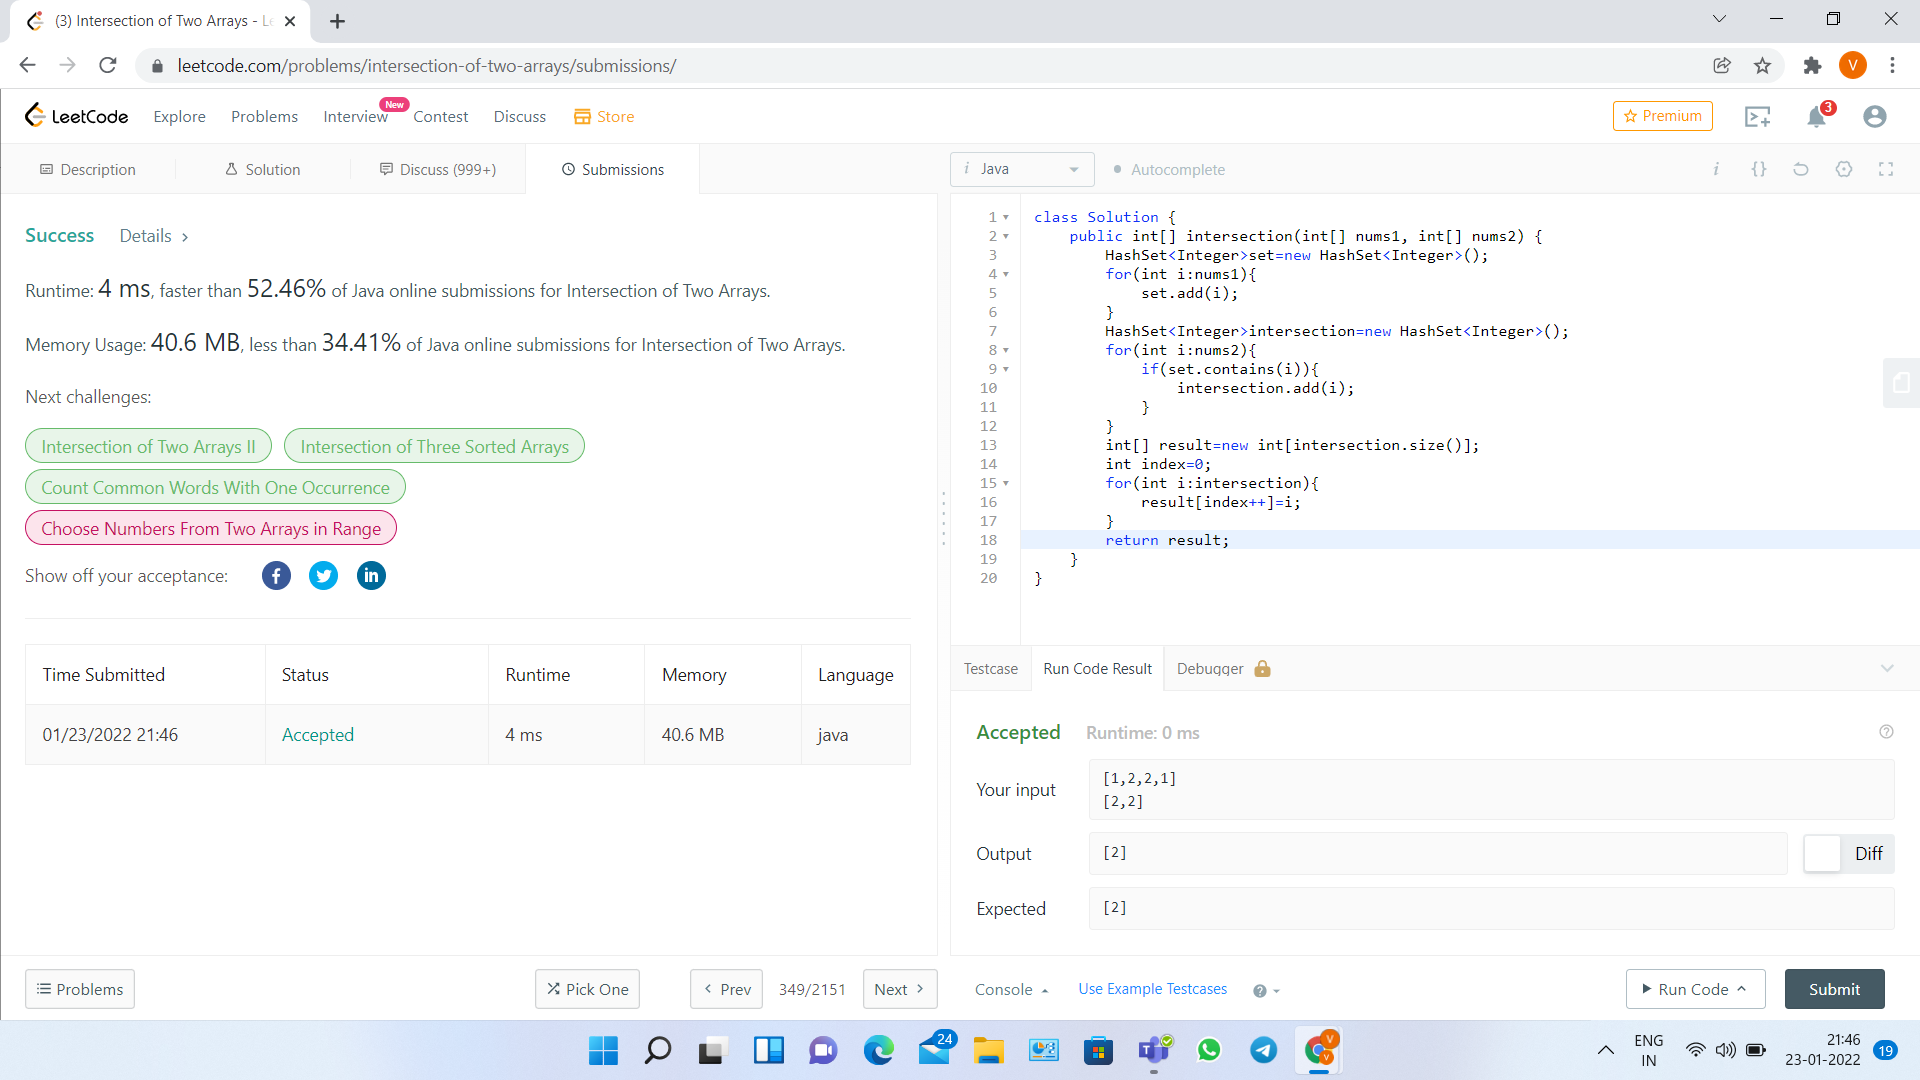 (3) Intersection of Two Arrays - Le
leetcode.com/problems/intersection-of-two-arrays/submissions/
V
LeetCode
Explore
Problems
Interview
New
Contest
Discuss
Store
Premium
3
Description
Solution
Discuss (999+)
Submissions
i Java
Autocomplete
Success
Details
Runtime: 4 ms, faster than 52.46% of Java online submissions for Intersection of Two Arrays.
Memory Usage: 40.6 MB, less than 34.41% of Java online submissions for Intersection of Two Arrays.
Next challenges:
Intersection of Two Arrays II
Intersection of Three Sorted Arrays
Count Common Words With One Occurrence
Choose Numbers From Two Arrays in Range
Show off your acceptance:
Time Submitted Status Runtime Memory Language
01/23/2022 21:46 Accepted 4 ms 40.6 MB java
1 class Solution {
2 public int[] intersection(int[] nums1, int[] nums2) {
3 HashSet<Integer>set=new HashSet<Integer>();
4 for(int i:nums1){
5 set.add(i);
6 }
7 HashSet<Integer>intersection=new HashSet<Integer>();
8 for(int i:nums2){
9 if(set.contains(i)){
10 intersection.add(i);
11 }
12 }
13 int[] result=new int[intersection.size()];
14 int index=0;
15 for(int i:intersection){
16 result[index++]=i;
17 }
18 return result;
19 }
20 }
Testcase
Run Code Result
Debugger
Accepted
Runtime: 0 ms
Your input
[1,2,2,1]
[2,2]
Output
[2]
Diff
Expected
[2]
Problems
Pick One
Prev
349/2151
Next
Console
Use Example Testcases
Run Code
Submit
24
ENG
IN
21:46
23-01-2022
19